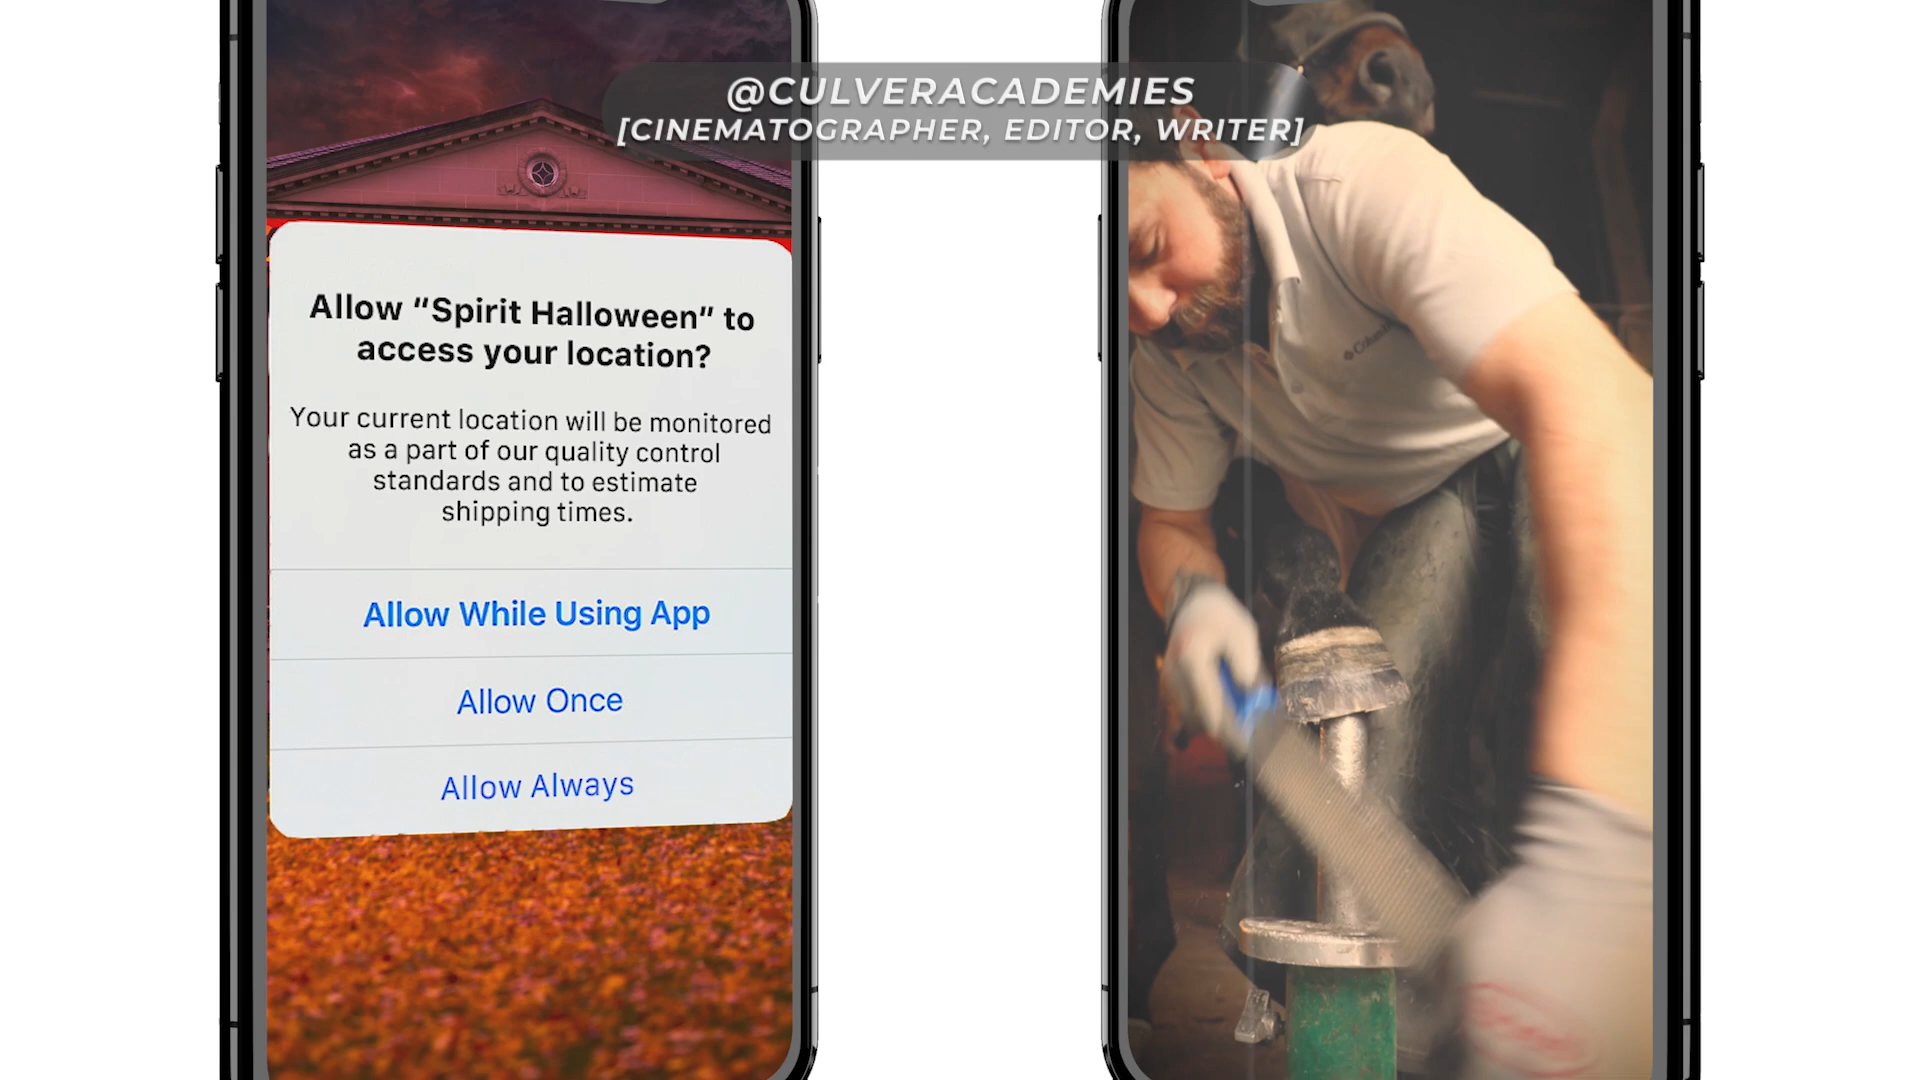 @CULVERACADEMIES
[CINEMATOGRAPHER, EDITOR, WRITER]
Allow “Spirit Halloween” to
access your location?
Your current location will be monitored
as a part of our quality control
standards and to estimate
shipping times.
Allow While Using App
Allow Once
Allow Always
Columbia